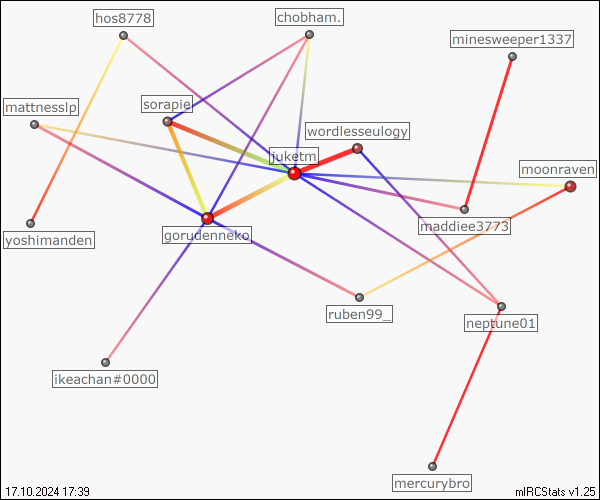 hos8778
chobham.
minesweeper1337
mattnesslp
sorapie
wordlesseulogy
juketm
moonraven
yoshimanden
gorudenneko
maddiee3773
ruben99_
neptune01
ikeachan#0000
mercurybro
17.10.2024 17:39
mIRCStats v1.25